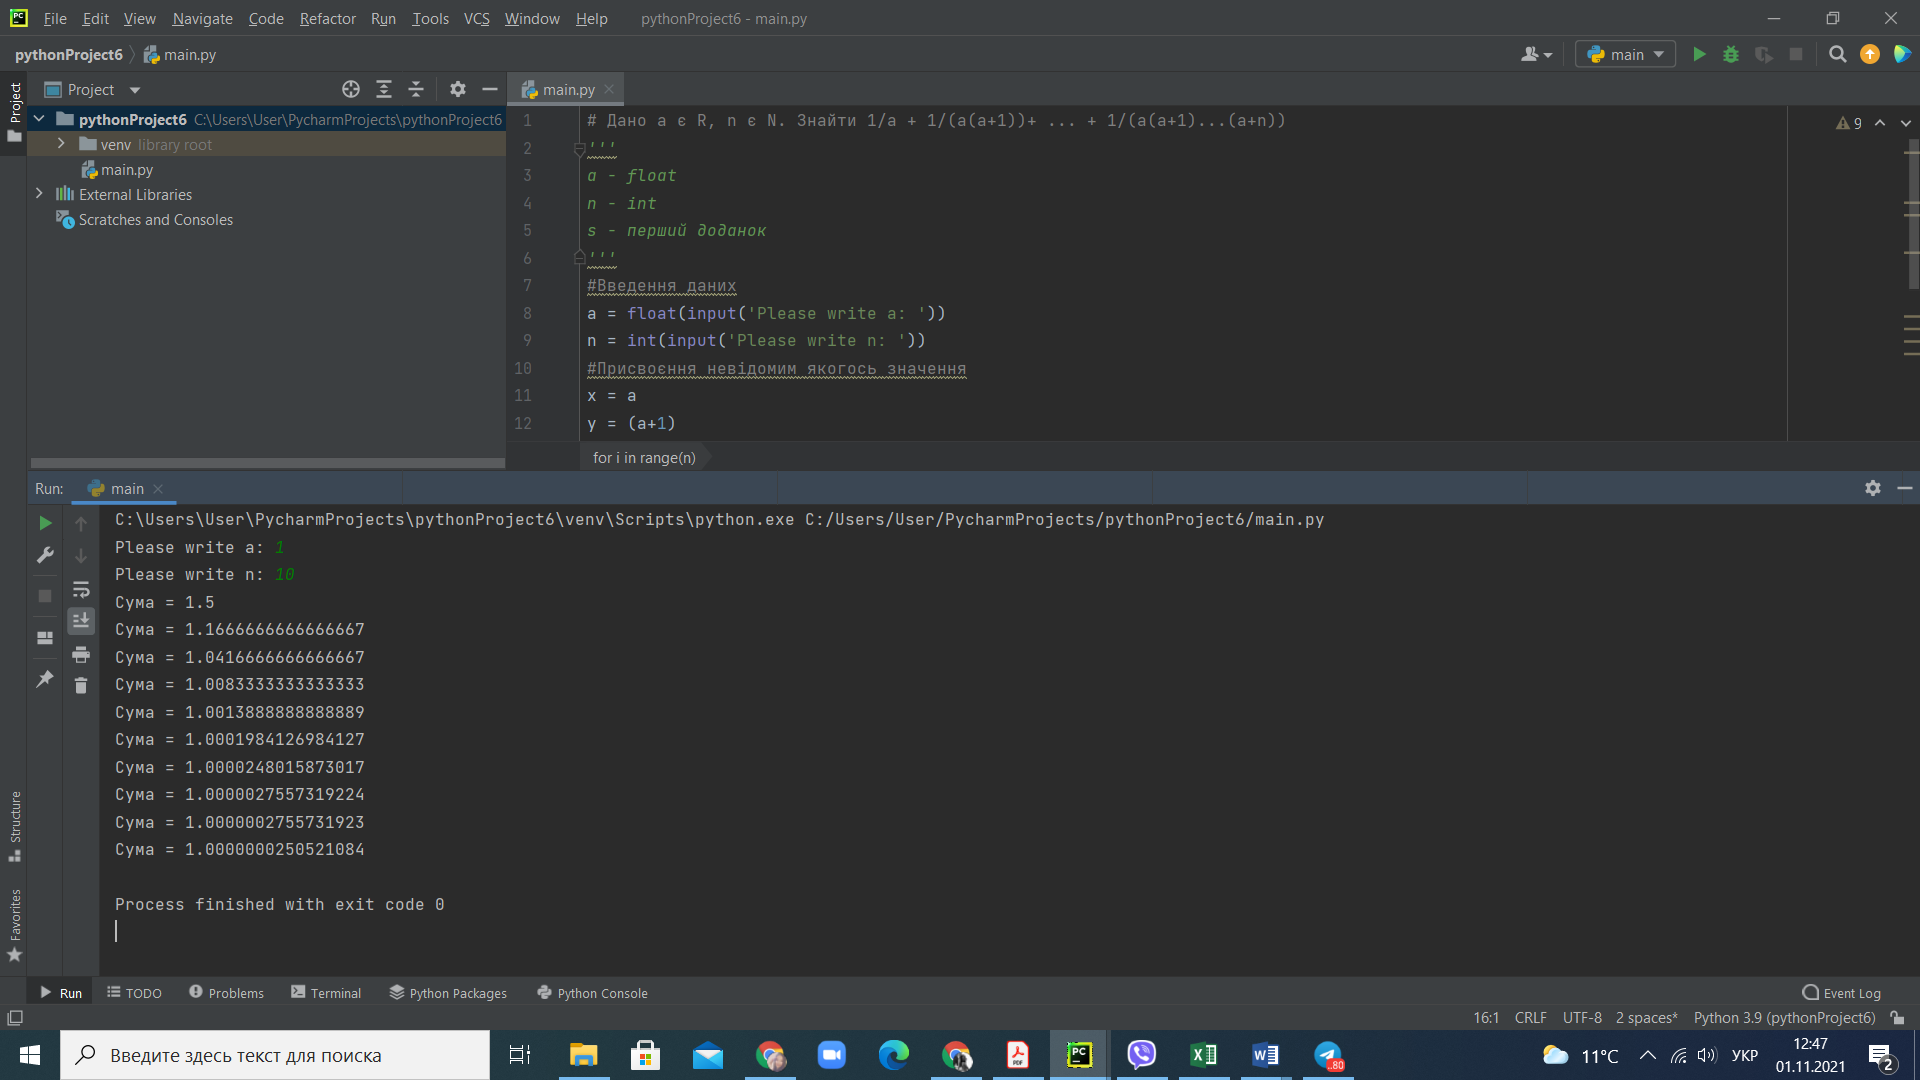 File Edit View Navigate Code Refactor Run Tools VCS Window Help pythonProject6 - main.py
pythonProject6 main.py
main
Project
Project
main.py
pythonProject6 C:\Users\User\PycharmProjects\pythonProject6
venv library root
main.py
External Libraries
Scratches and Consoles
9
1 # Дано a є R, n є N. Знайти 1/a + 1/(a(a+1))+ ... + 1/(a(a+1)...(a+n))
2 '''
3 a - float
4 n - int
5 s - перший доданок
6 '''
7 #Введення даних
8 a = float(input('Please write a: '))
9 n = int(input('Please write n: '))
10 #Присвоєння невідомим якогось значення
11 x = a
12 y = (a+1)
for i in range(n)
Run: main
C:\Users\User\PycharmProjects\pythonProject6\venv\Scripts\python.exe C:/Users/User/PycharmProjects/pythonProject6/main.py
Please write a: 1
Please write n: 10
Сума = 1.5
Сума = 1.1666666666666667
Сума = 1.0416666666666667
Сума = 1.0083333333333333
Сума = 1.0013888888888889
Сума = 1.0001984126984127
Сума = 1.0000248015873017
Сума = 1.0000027557319224
Сума = 1.0000002755731923
Сума = 1.0000000250521084
Process finished with exit code 0
Structure
Favorites
Run TODO Problems Terminal Python Packages Python Console Event Log
16:1 CRLF UTF-8 2 spaces* Python 3.9 (pythonProject6)
Введите здесь текст для поиска
PC
PDF
80
11°C
УКР
12:47
01.11.2021
2